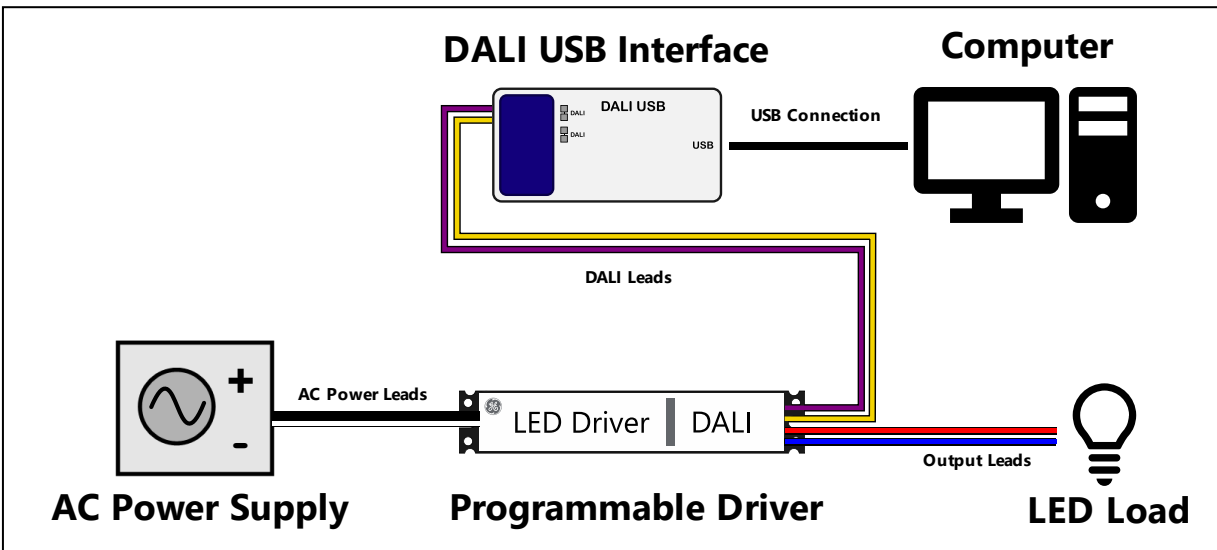 DALI USB Interface
Computer
DALI USB
DALI
DALI
USB
USB Connection
DALI Leads
AC Power Leads
+
-
GE
LED Driver
DALI
Output Leads
AC Power Supply
Programmable Driver
LED Load